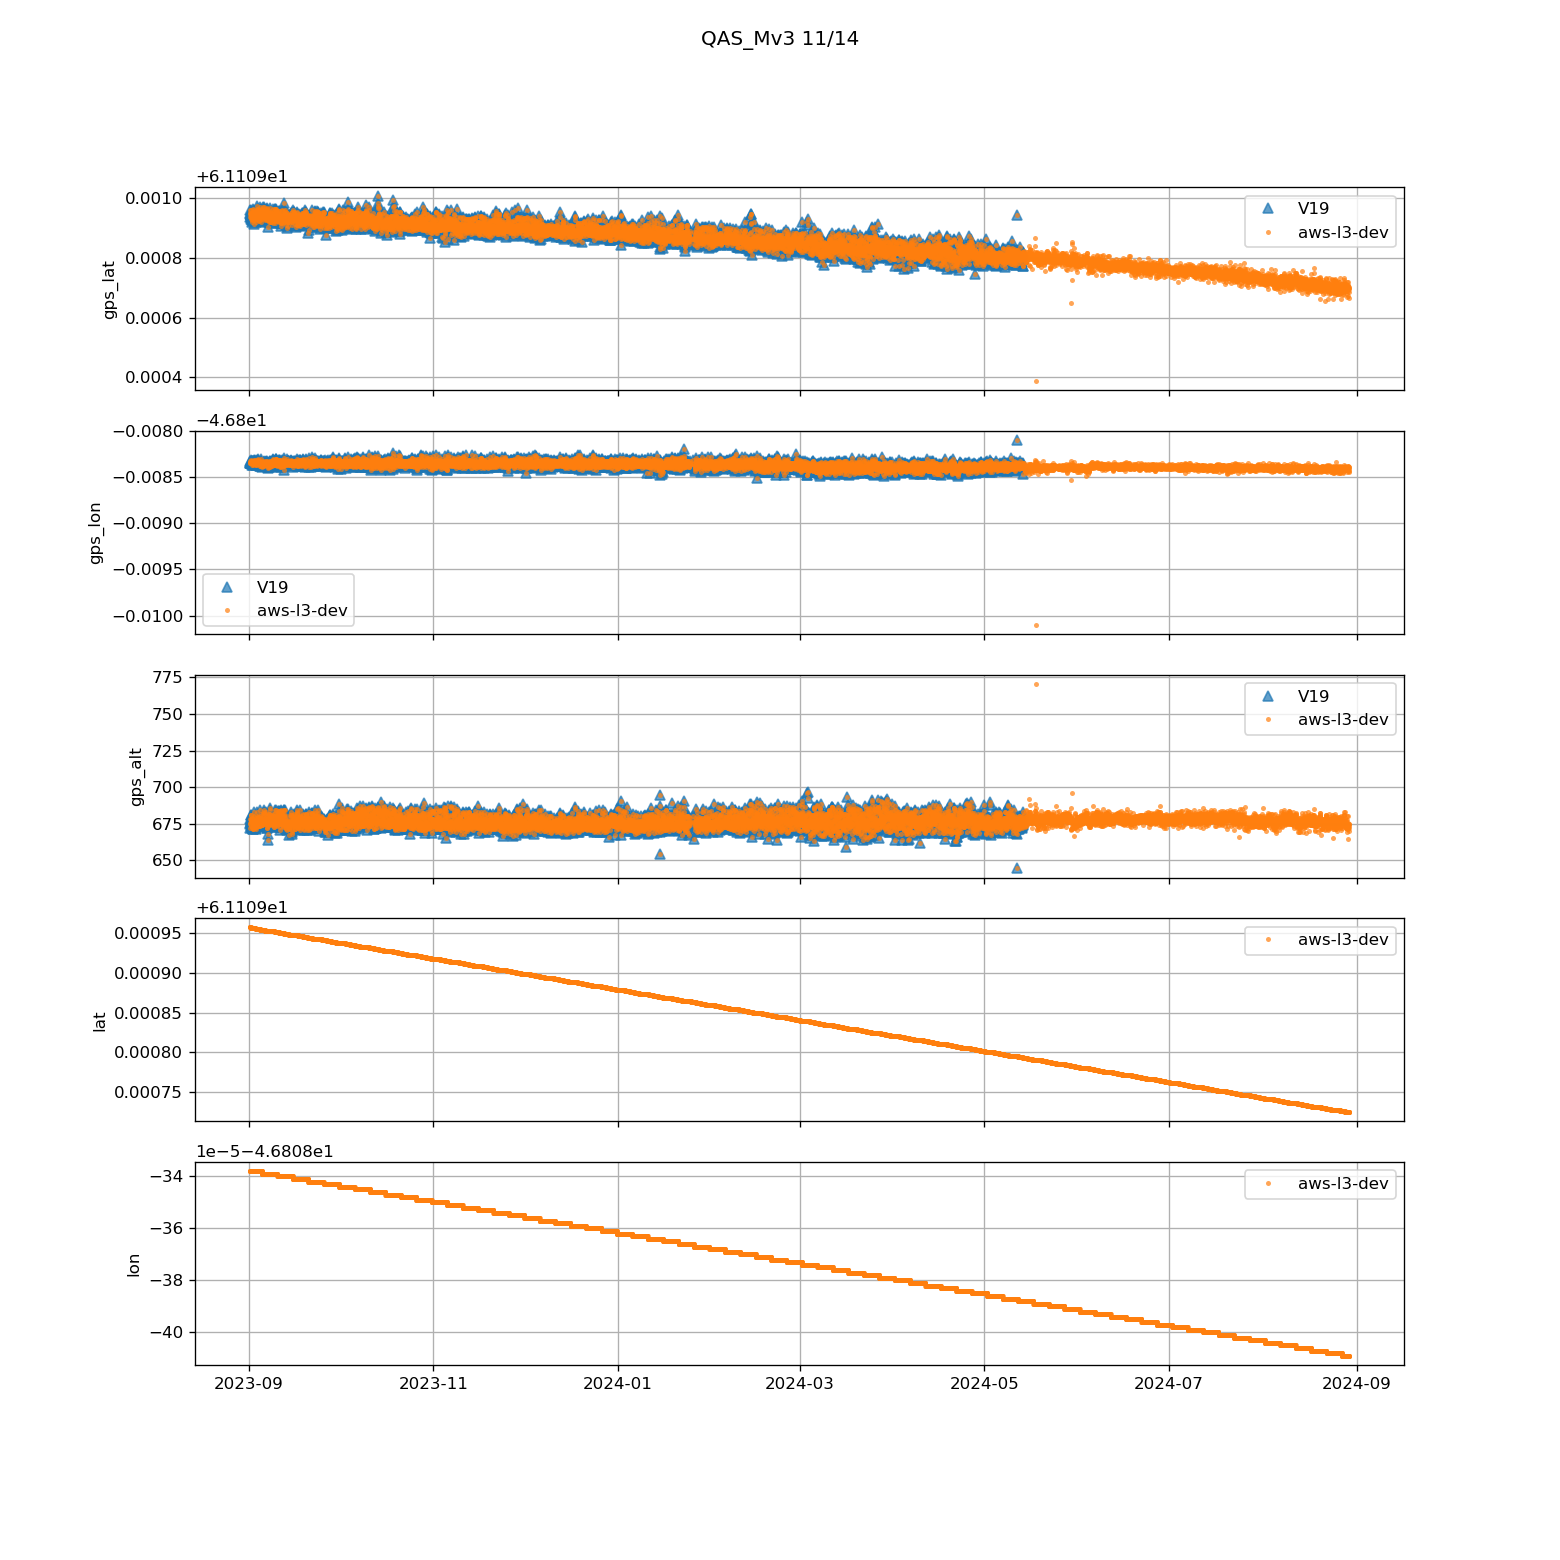 QAS_Mv3 11/14
+6.1109e1
0.0010
0.0008
0.0006
0.0004
gps_lat
V19
aws-l3-dev
−4.68e1
−0.0080
−0.0085
−0.0090
−0.0095
−0.0100
gps_lon
V19
aws-l3-dev
775
750
725
700
675
650
gps_alt
V19
aws-l3-dev
+6.1109e1
0.00095
0.00090
0.00085
0.00080
0.00075
lat
aws-l3-dev
1e−5−4.6808e1
−34
−36
−38
−40
lon
aws-l3-dev
2023-09 2023-11 2024-01 2024-03 2024-05 2024-07 2024-09